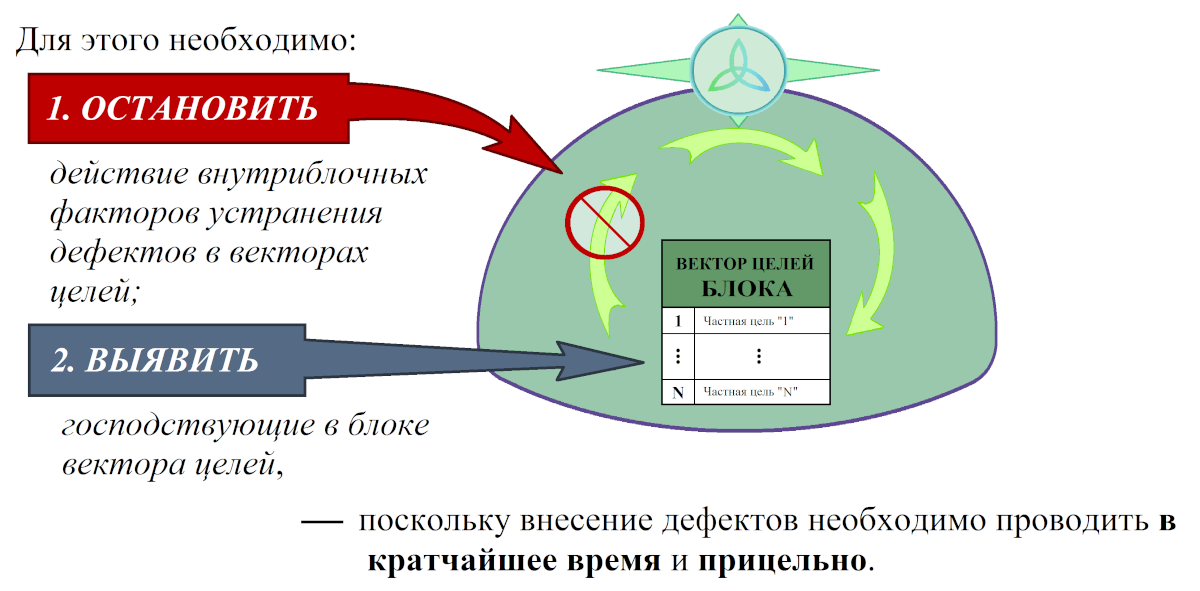 Для этого необходимо:
1. ОСТАНОВИТЬ
действие внутриблочных
факторов устранения
дефектов в векторах
целей;
2. ВЫЯВИТЬ
господствующие в блоке
вектора целей,
ВЕКТОР ЦЕЛЕЙ
БЛОКА
1 Частная цель "1"
⋮ ⋮
N Частная цель "N"
— поскольку внесение дефектов необходимо проводить в
кратчайшее время и прицельно.